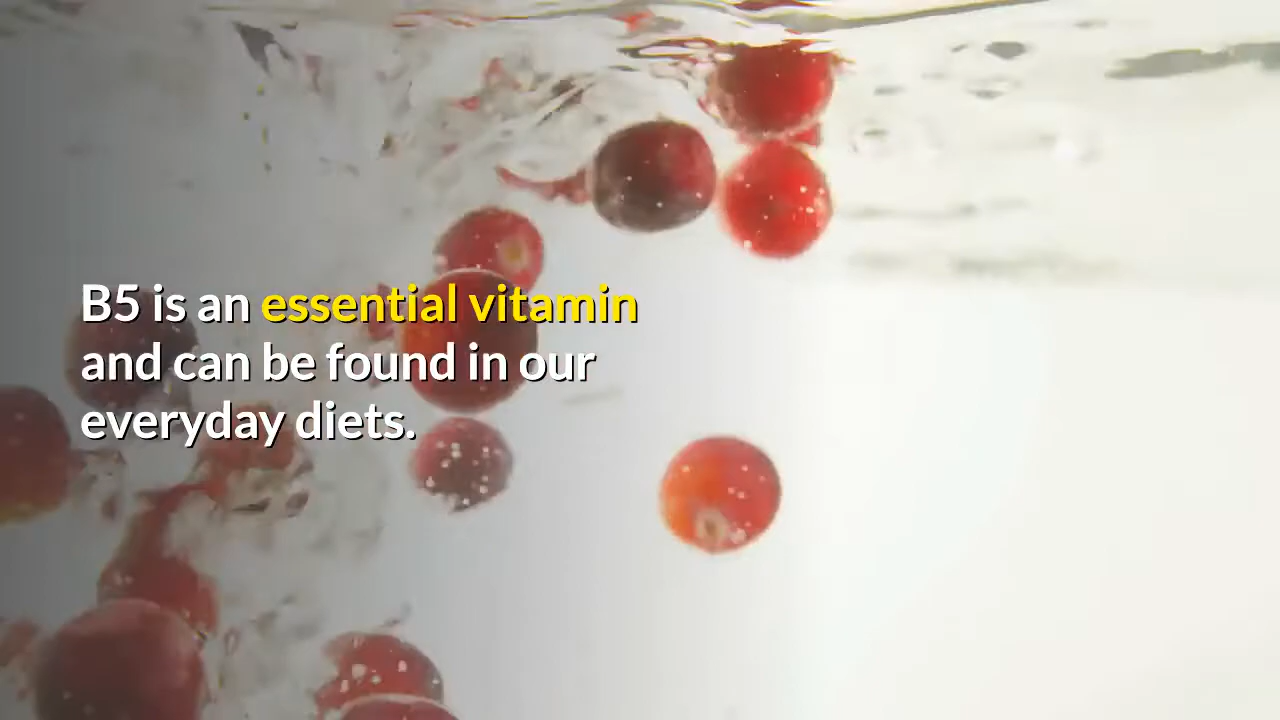 B5 is an essential vitamin
and can be found in our
everyday diets.